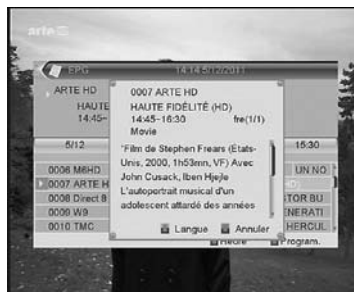 arte
EPG 14:14 5/12/2011
ARTE HD
HAUTE
14:45-
0007 ARTE HD
HAUTE FIDÉLITÉ (HD)
14:45-16:30 fre(1/1)
Movie
"Film de Stephen Frears (États-
Unis, 2000, 1h53mn, VF) Avec
John Cusack, Iben Hjejle
L'autoportrait musical d'un
adolescent attardé des années
Langue Annuler
5/12 15:30
0006 M6HD UN NO
0007 ARTE H HD)
0008 Direct 8 STOR BU
0009 W9 ENERATI
0010 TMC HERCUL
Heure Program.